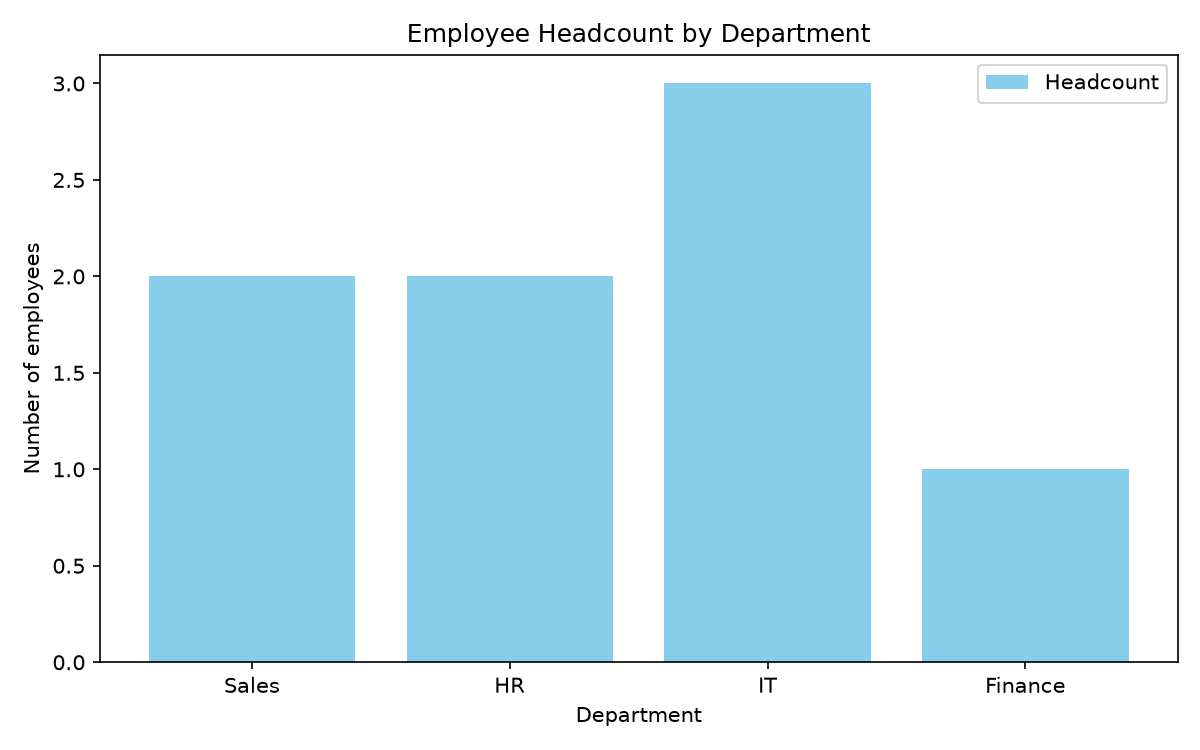 Employee Headcount by Department
Headcount
3.0
2.5
2.0
1.5
1.0
0.5
0.0
Number of employees
Sales HR IT Finance
Department